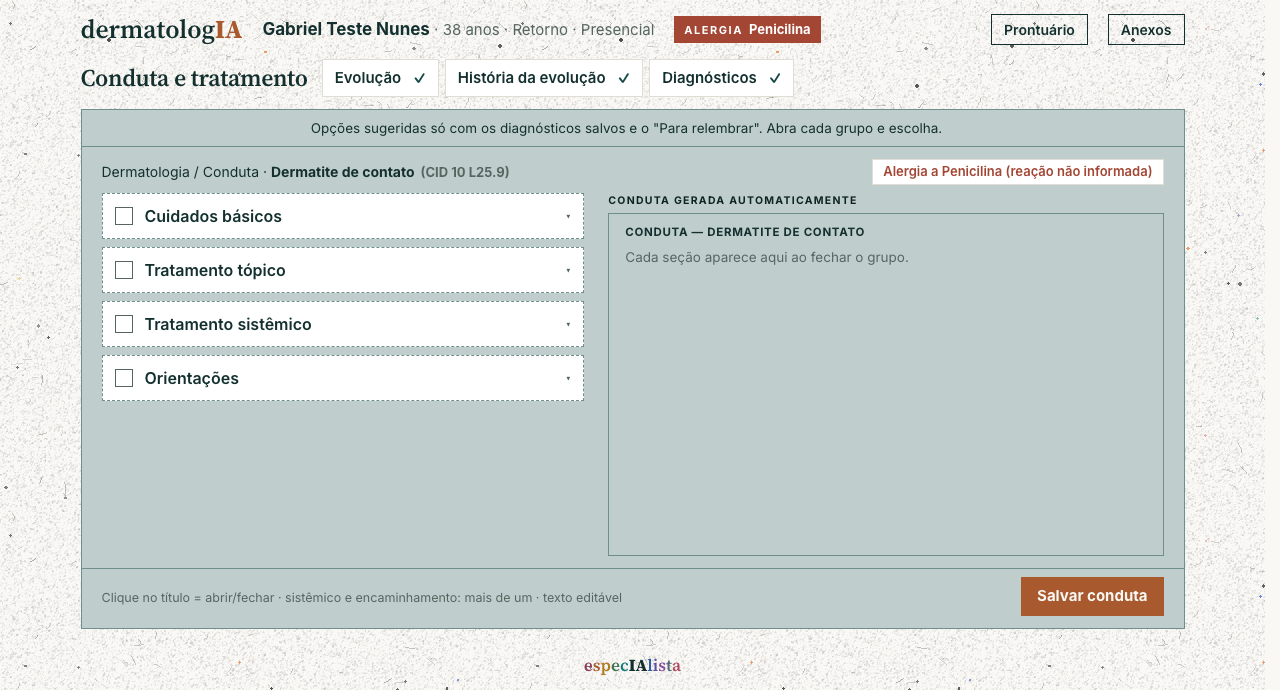 dermatologIA Gabriel Teste Nunes · 38 anos · Retorno · Presencial ALERGIA Penicilina Prontuário Anexos
Conduta e tratamento Evolução ✓ História da evolução ✓ Diagnósticos ✓
Opções sugeridas só com os diagnósticos salvos e o "Para relembrar". Abra cada grupo e escolha.
Dermatologia / Conduta · Dermatite de contato (CID 10 L25.9) Alergia a Penicilina (reação não informada)
Cuidados básicos
Tratamento tópico
Tratamento sistêmico
Orientações
CONDUTA GERADA AUTOMATICAMENTE
CONDUTA — DERMATITE DE CONTATO
Cada seção aparece aqui ao fechar o grupo.
Clique no título = abrir/fechar · sistêmico e encaminhamento: mais de um · texto editável Salvar conduta
especIAlista